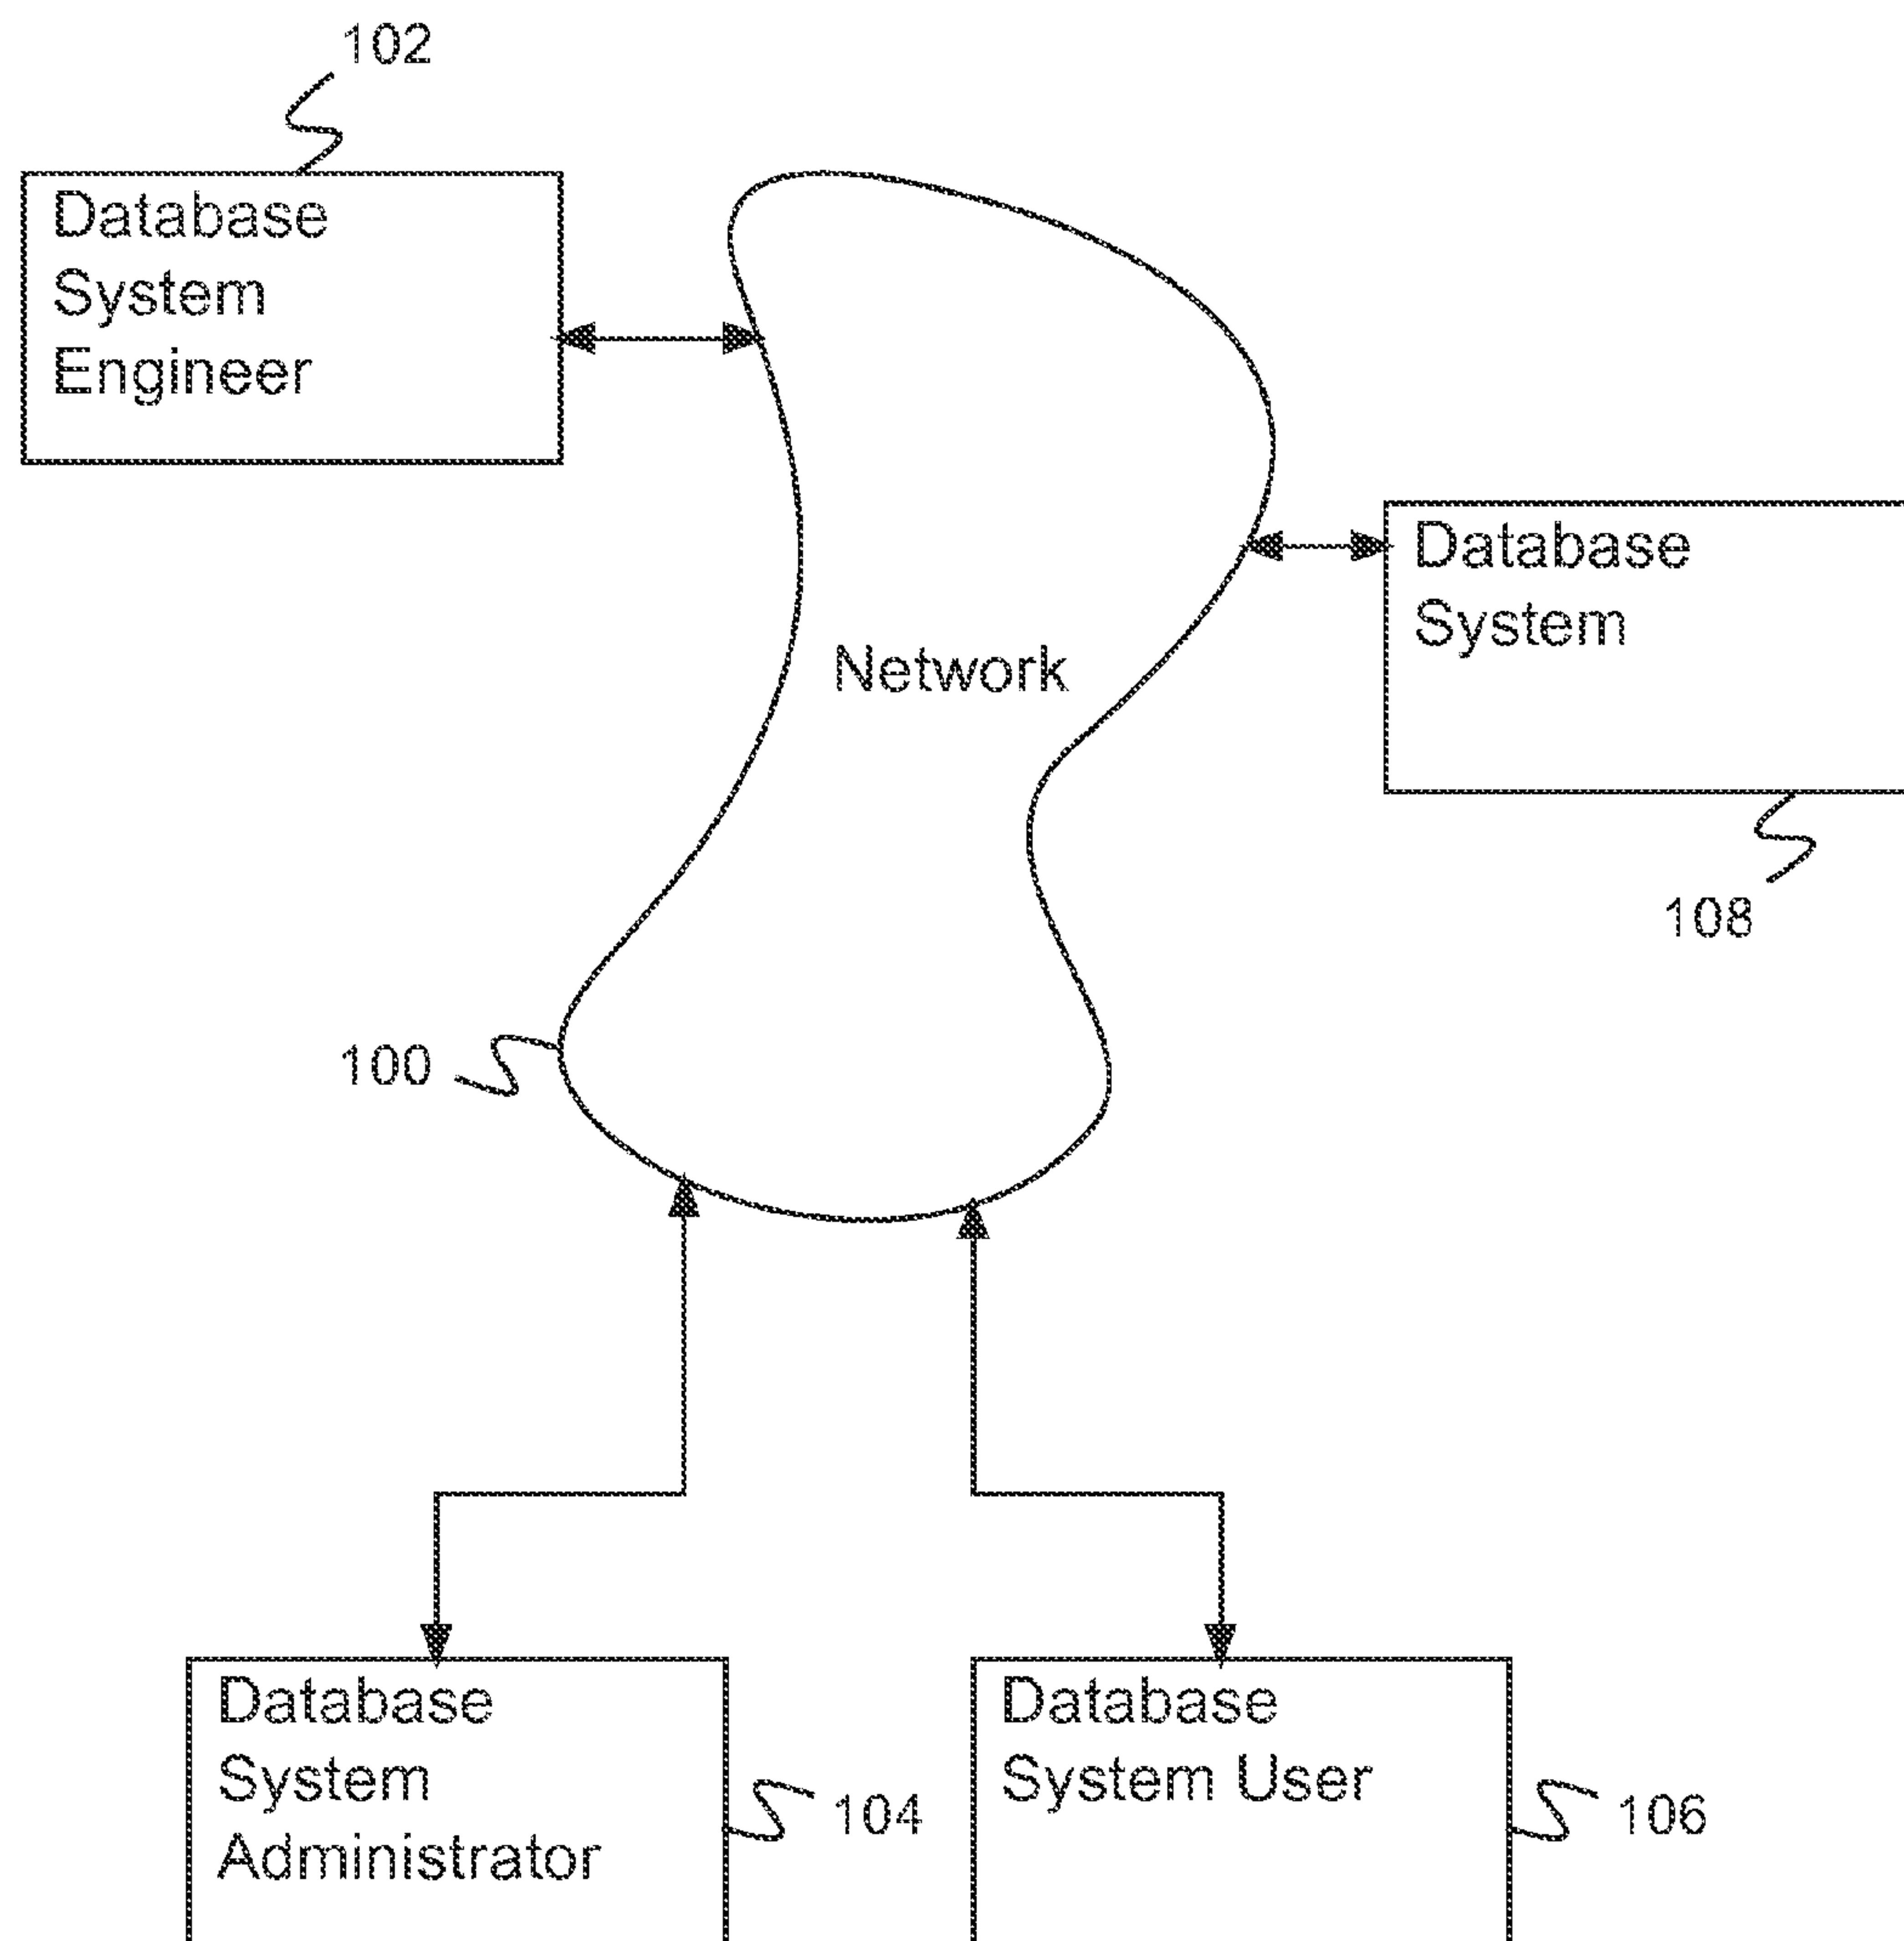 102
Database
System
Engineer
Database
System
Network
108
100
Database
System
Administrator
104
Database
System User
106